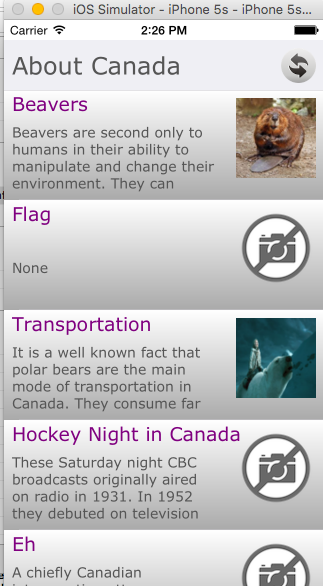 iOS Simulator - iPhone 5s - iPhone 5s...
Carrier 2:26 PM
About Canada
Beavers
Beavers are second only to
humans in their ability to
manipulate and change their
environment. They can
Flag
None
Transportation
It is a well known fact that
polar bears are the main
mode of transportation in
Canada. They consume far
Hockey Night in Canada
These Saturday night CBC
broadcasts originally aired
on radio in 1931. In 1952
they debuted on television
Eh
A chiefly Canadian